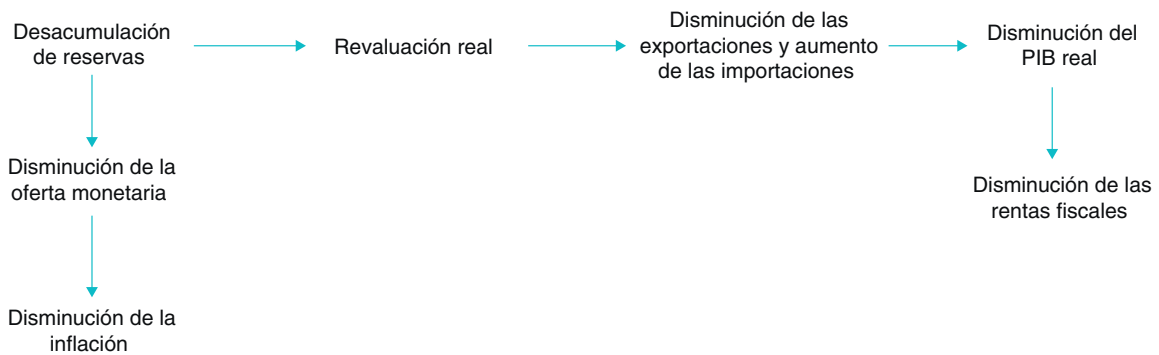 Desacumulación
de reservas
Revaluación real
Disminución de las
exportaciones y aumento
de las importaciones
Disminución del
PIB real
Disminución de la
oferta monetaria
Disminución de las
rentas fiscales
Disminución de la
inflación